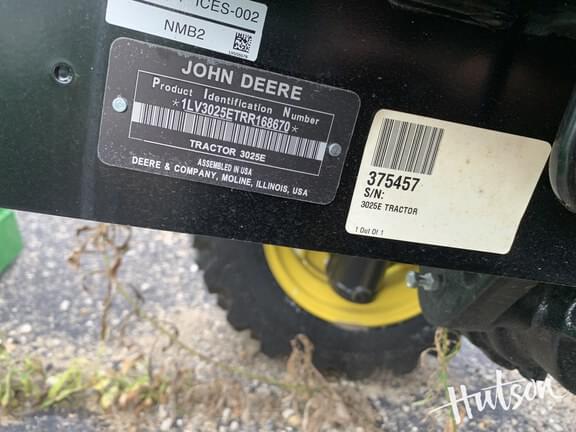 ICES-002
NMB2
JOHN DEERE
Product Identification Number
*1LV3025ETRR168670*
TRACTOR 3025E
ASSEMBLED IN USA
DEERE & COMPANY, MOLINE, ILLINOIS, USA
375457
S/N:
3025E TRACTOR
1 Out Of 1
Hutson